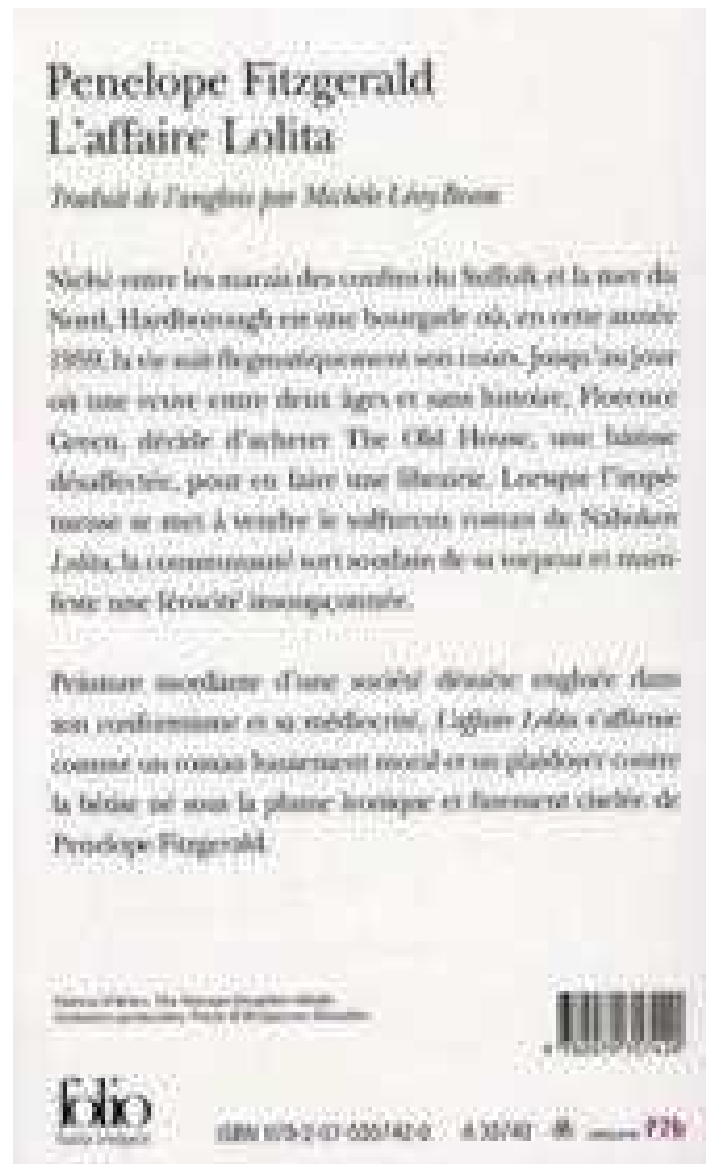 Penelope Fitzgerald
L'affaire Lolita
Traduit de l'anglais par Michèle Lévy-Bram
Niché entre les marais des confins du Suffolk et la mer du
Nord, Hardborough est une bourgade où, en cette année
1959, la vie suit flegmatiquement son cours. Jusqu'au jour
où une veuve entre deux âges et sans histoire, Florence
Green, décide d'acheter The Old House, une bâtisse
désaffectée, pour en faire une librairie. Lorsque l'impé-
tueuse se met à vendre le sulfureux roman de Nabokov
Lolita, la communauté sort soudain de sa torpeur et mani-
feste une férocité insoupçonnée.
Peinture mordante d'une société désuète engluée dans
son conformisme et sa médiocrité, L'affaire Lolita s'affirme
comme un roman hautement moral et un plaidoyer contre
la bêtise né sous la plume ironique et finement ciselée de
Penelope Fitzgerald.
folio
ISBN